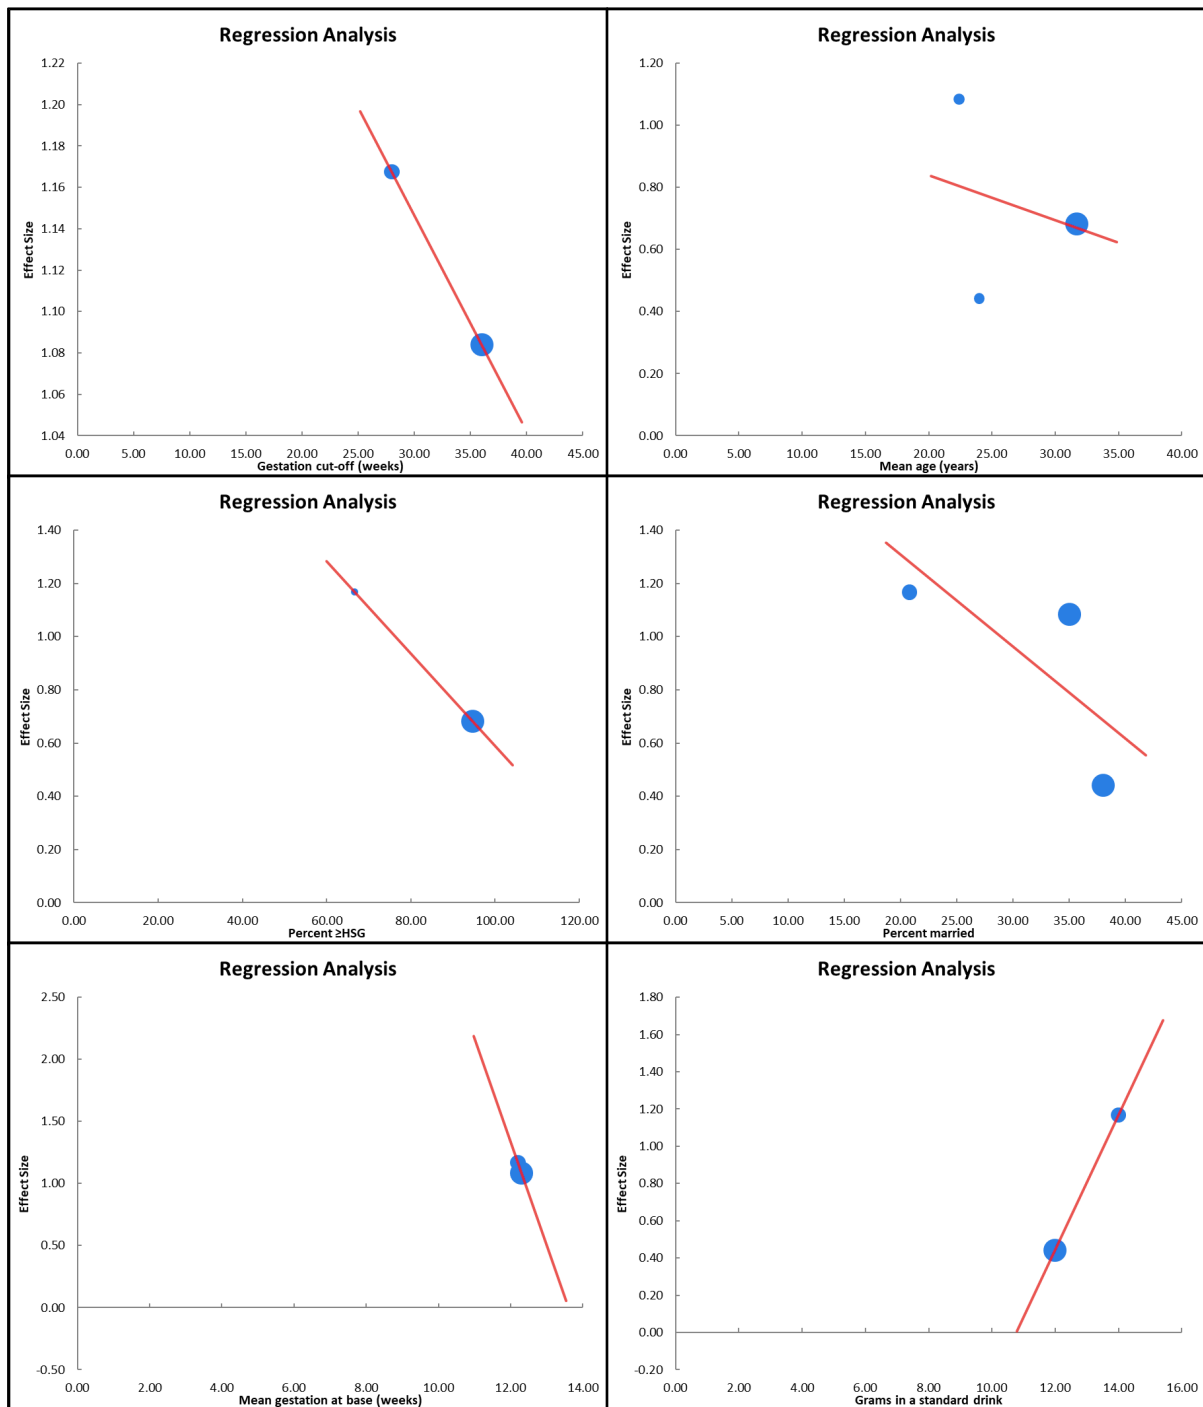 Regression Analysis
1.22
1.20
1.18
1.16
1.14
1.12
1.10
1.08
1.06
1.04
Effect Size
0.00 5.00 10.00 15.00 20.00 25.00 30.00 35.00 40.00 45.00
Gestation cut-off (weeks)
Regression Analysis
1.20
1.00
0.80
0.60
0.40
0.20
0.00
Effect Size
0.00 5.00 10.00 15.00 20.00 25.00 30.00 35.00 40.00
Mean age (years)
Regression Analysis
1.40
1.20
1.00
0.80
0.60
0.40
0.20
0.00
Effect Size
0.00 20.00 40.00 60.00 80.00 100.00 120.00
Percent ≥HSG
Regression Analysis
1.40
1.20
1.00
0.80
0.60
0.40
0.20
0.00
Effect Size
0.00 5.00 10.00 15.00 20.00 25.00 30.00 35.00 40.00 45.00
Percent married
Regression Analysis
2.50
2.00
1.50
1.00
0.50
0.00
-0.50
Effect Size
0.00 2.00 4.00 6.00 8.00 10.00 12.00 14.00
Mean gestation at base (weeks)
Regression Analysis
1.80
1.60
1.40
1.20
1.00
0.80
0.60
0.40
0.20
0.00
-0.20
Effect Size
0.00 2.00 4.00 6.00 8.00 10.00 12.00 14.00 16.00
Grams in a standard drink